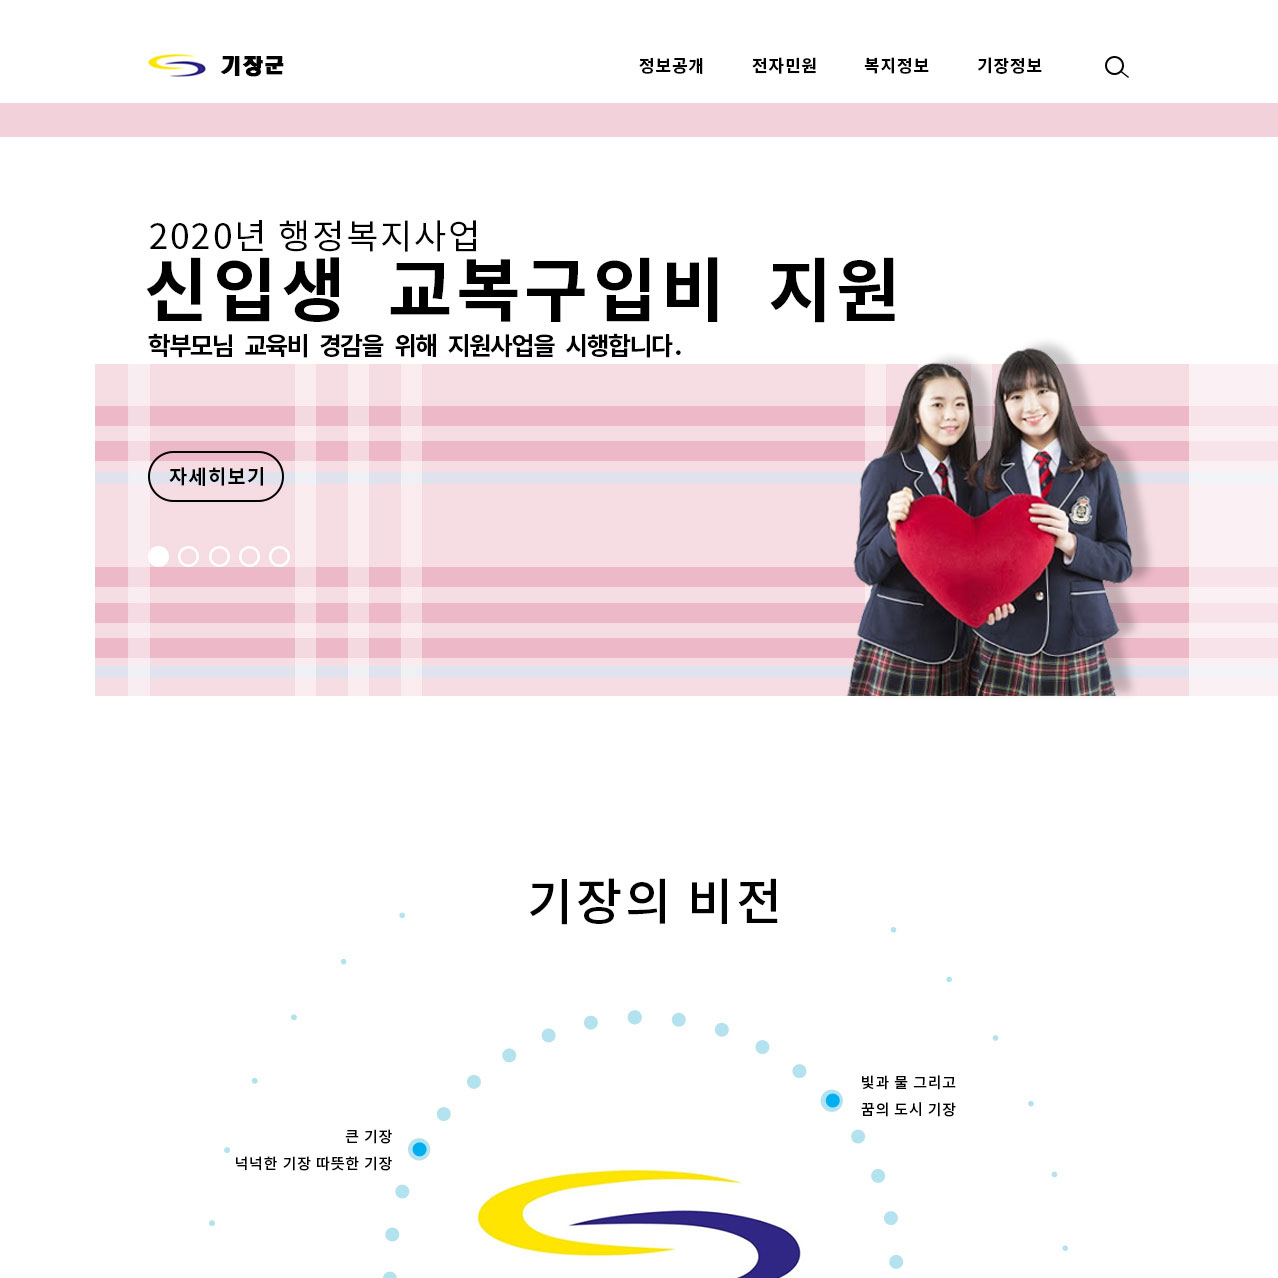 기장군
정보공개 전자민원 복지정보 기장정보
2020년 행정복지사업
신입생 교복구입비 지원
학부모님 교육비 경감을 위해 지원사업을 시행합니다.
자세히보기
기장의 비전
빛과 물 그리고
꿈의 도시 기장
큰 기장
넉넉한 기장 따뜻한 기장